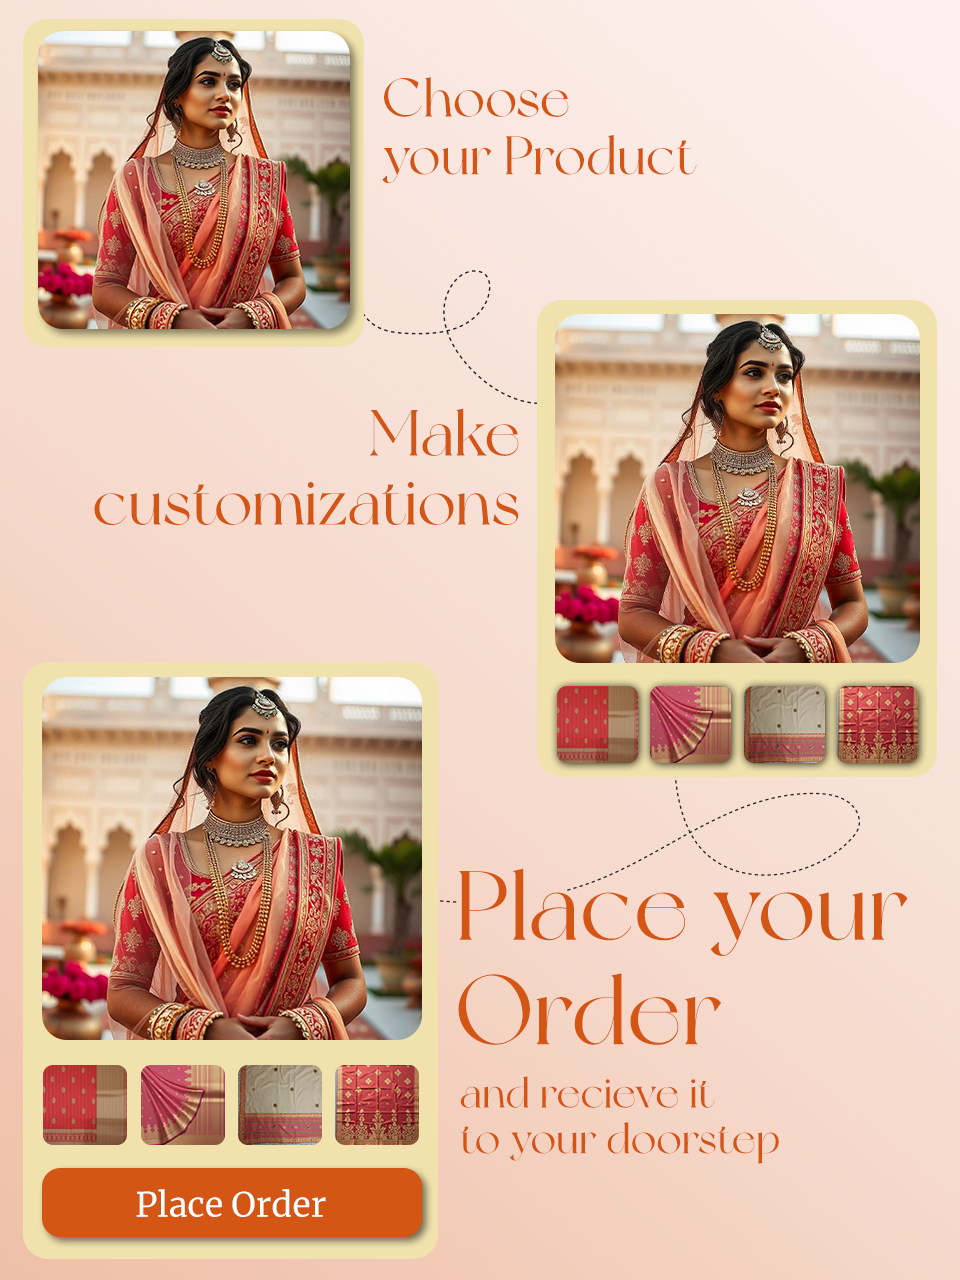 Choose
your Product
Make
customizations
Place your
Order
and recieve it
to your doorstep
Place Order